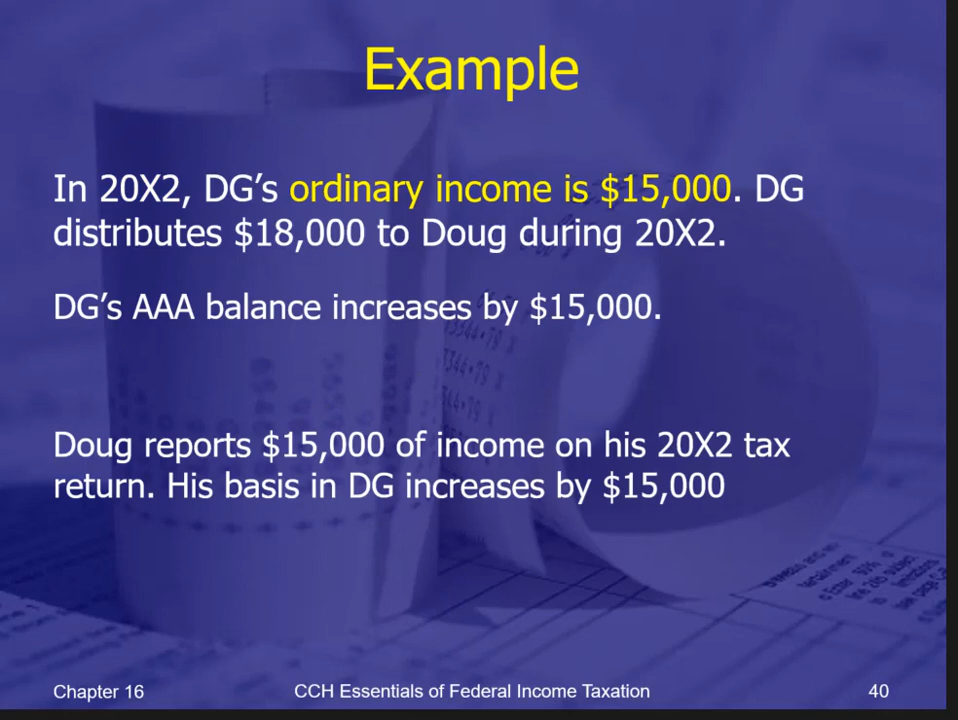 Example
In 20X2, DG’s ordinary income is $15,000. DG
distributes $18,000 to Doug during 20X2.
DG’s AAA balance increases by $15,000.
Doug reports $15,000 of income on his 20X2 tax
return. His basis in DG increases by $15,000
Chapter 16
CCH Essentials of Federal Income Taxation
40